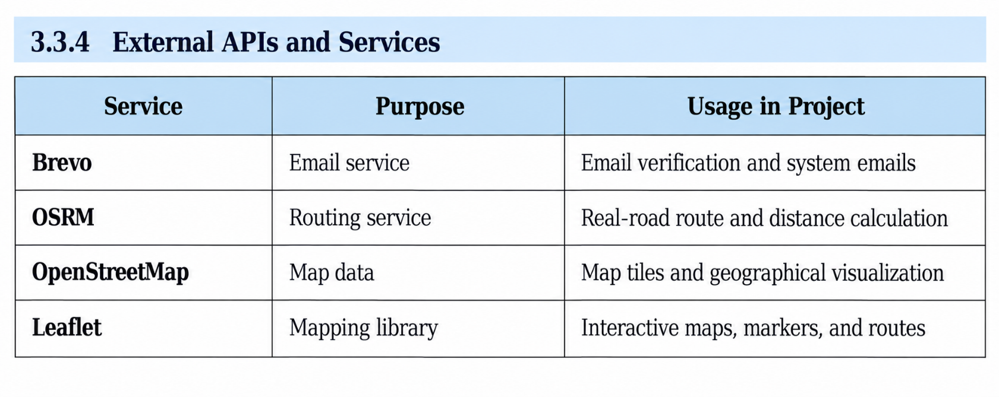 3.3.4 External APIs and Services
Service Purpose Usage in Project
Brevo Email service Email verification and system emails
OSRM Routing service Real-road route and distance calculation
OpenStreetMap Map data Map tiles and geographical visualization
Leaflet Mapping library Interactive maps, markers, and routes